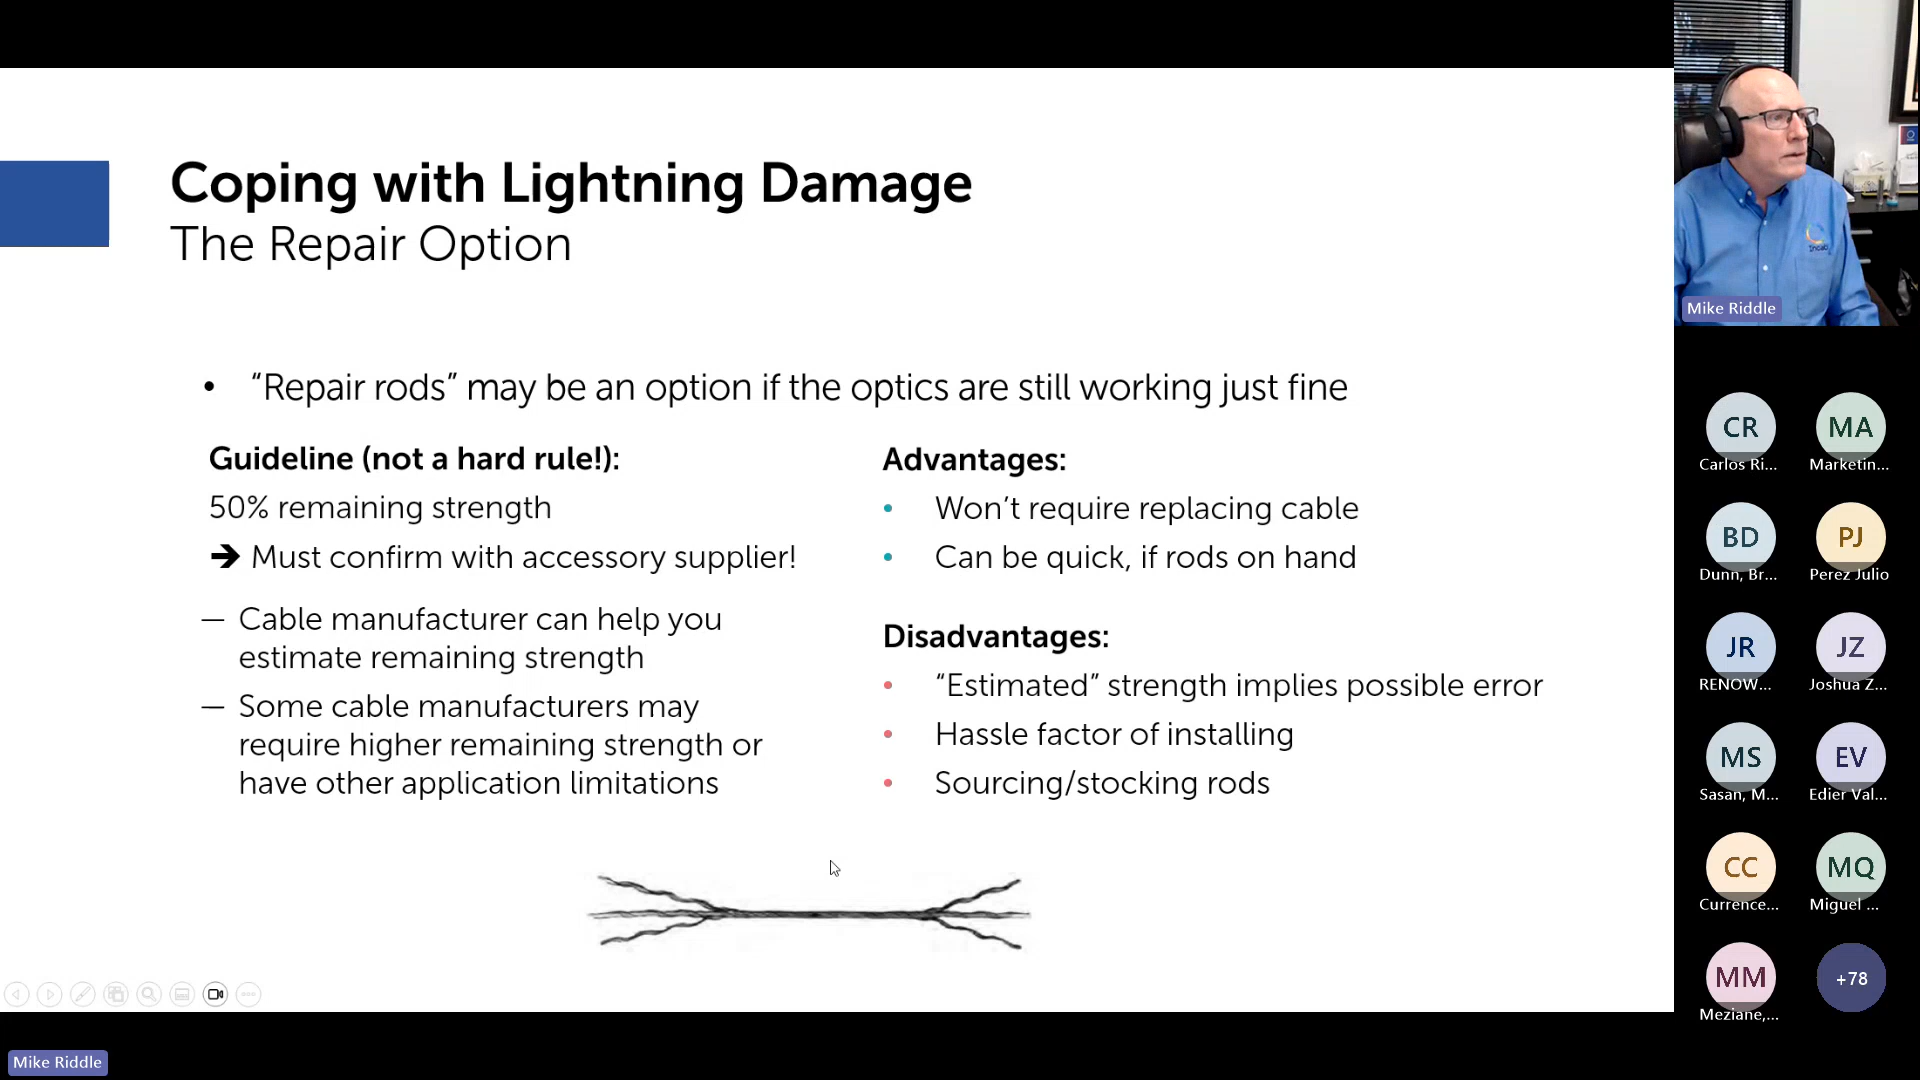 Coping with Lightning Damage
The Repair Option
• “Repair rods” may be an option if the optics are still working just fine
Guideline (not a hard rule!):
50% remaining strength
➔ Must confirm with accessory supplier!
— Cable manufacturer can help you
estimate remaining strength
— Some cable manufacturers may
require higher remaining strength or
have other application limitations
Advantages:
• Won’t require replacing cable
• Can be quick, if rods on hand
Disadvantages:
• “Estimated” strength implies possible error
• Hassle factor of installing
• Sourcing/stocking rods
Mike Riddle
Incab
Mike Riddle
CR
Carlos Ri...
MA
Marketin...
BD
Dunn, Br...
PJ
Perez Julio
JR
RENOW...
JZ
Joshua Z...
MS
Sasan, M...
EV
Edier Val...
CC
Currence...
MQ
Miguel ...
MM
Meziane,...
+78